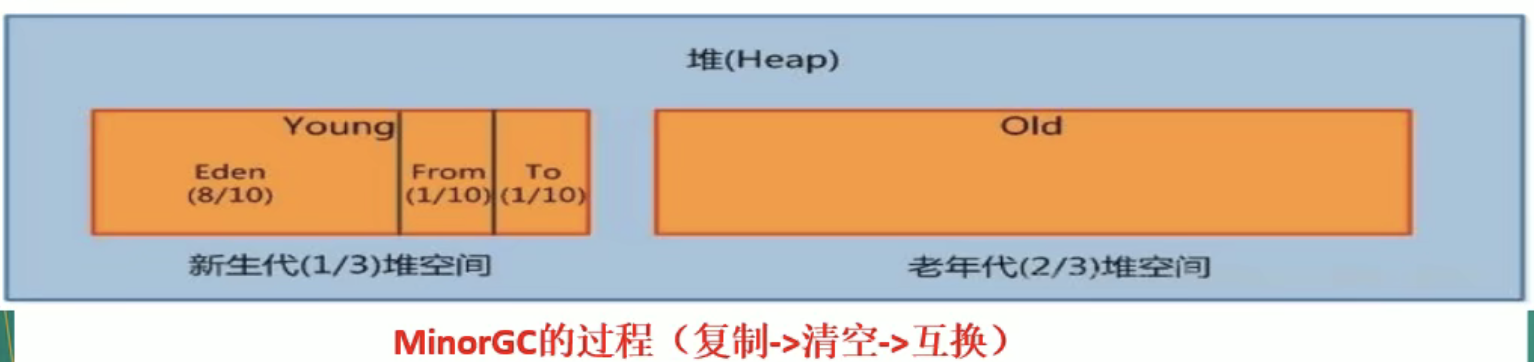 堆(Heap)
Young
Eden
(8/10)
From
(1/10)
To
(1/10)
新生代(1/3)堆空间
Old
老年代(2/3)堆空间
MinorGC的过程（复制->清空->互换）